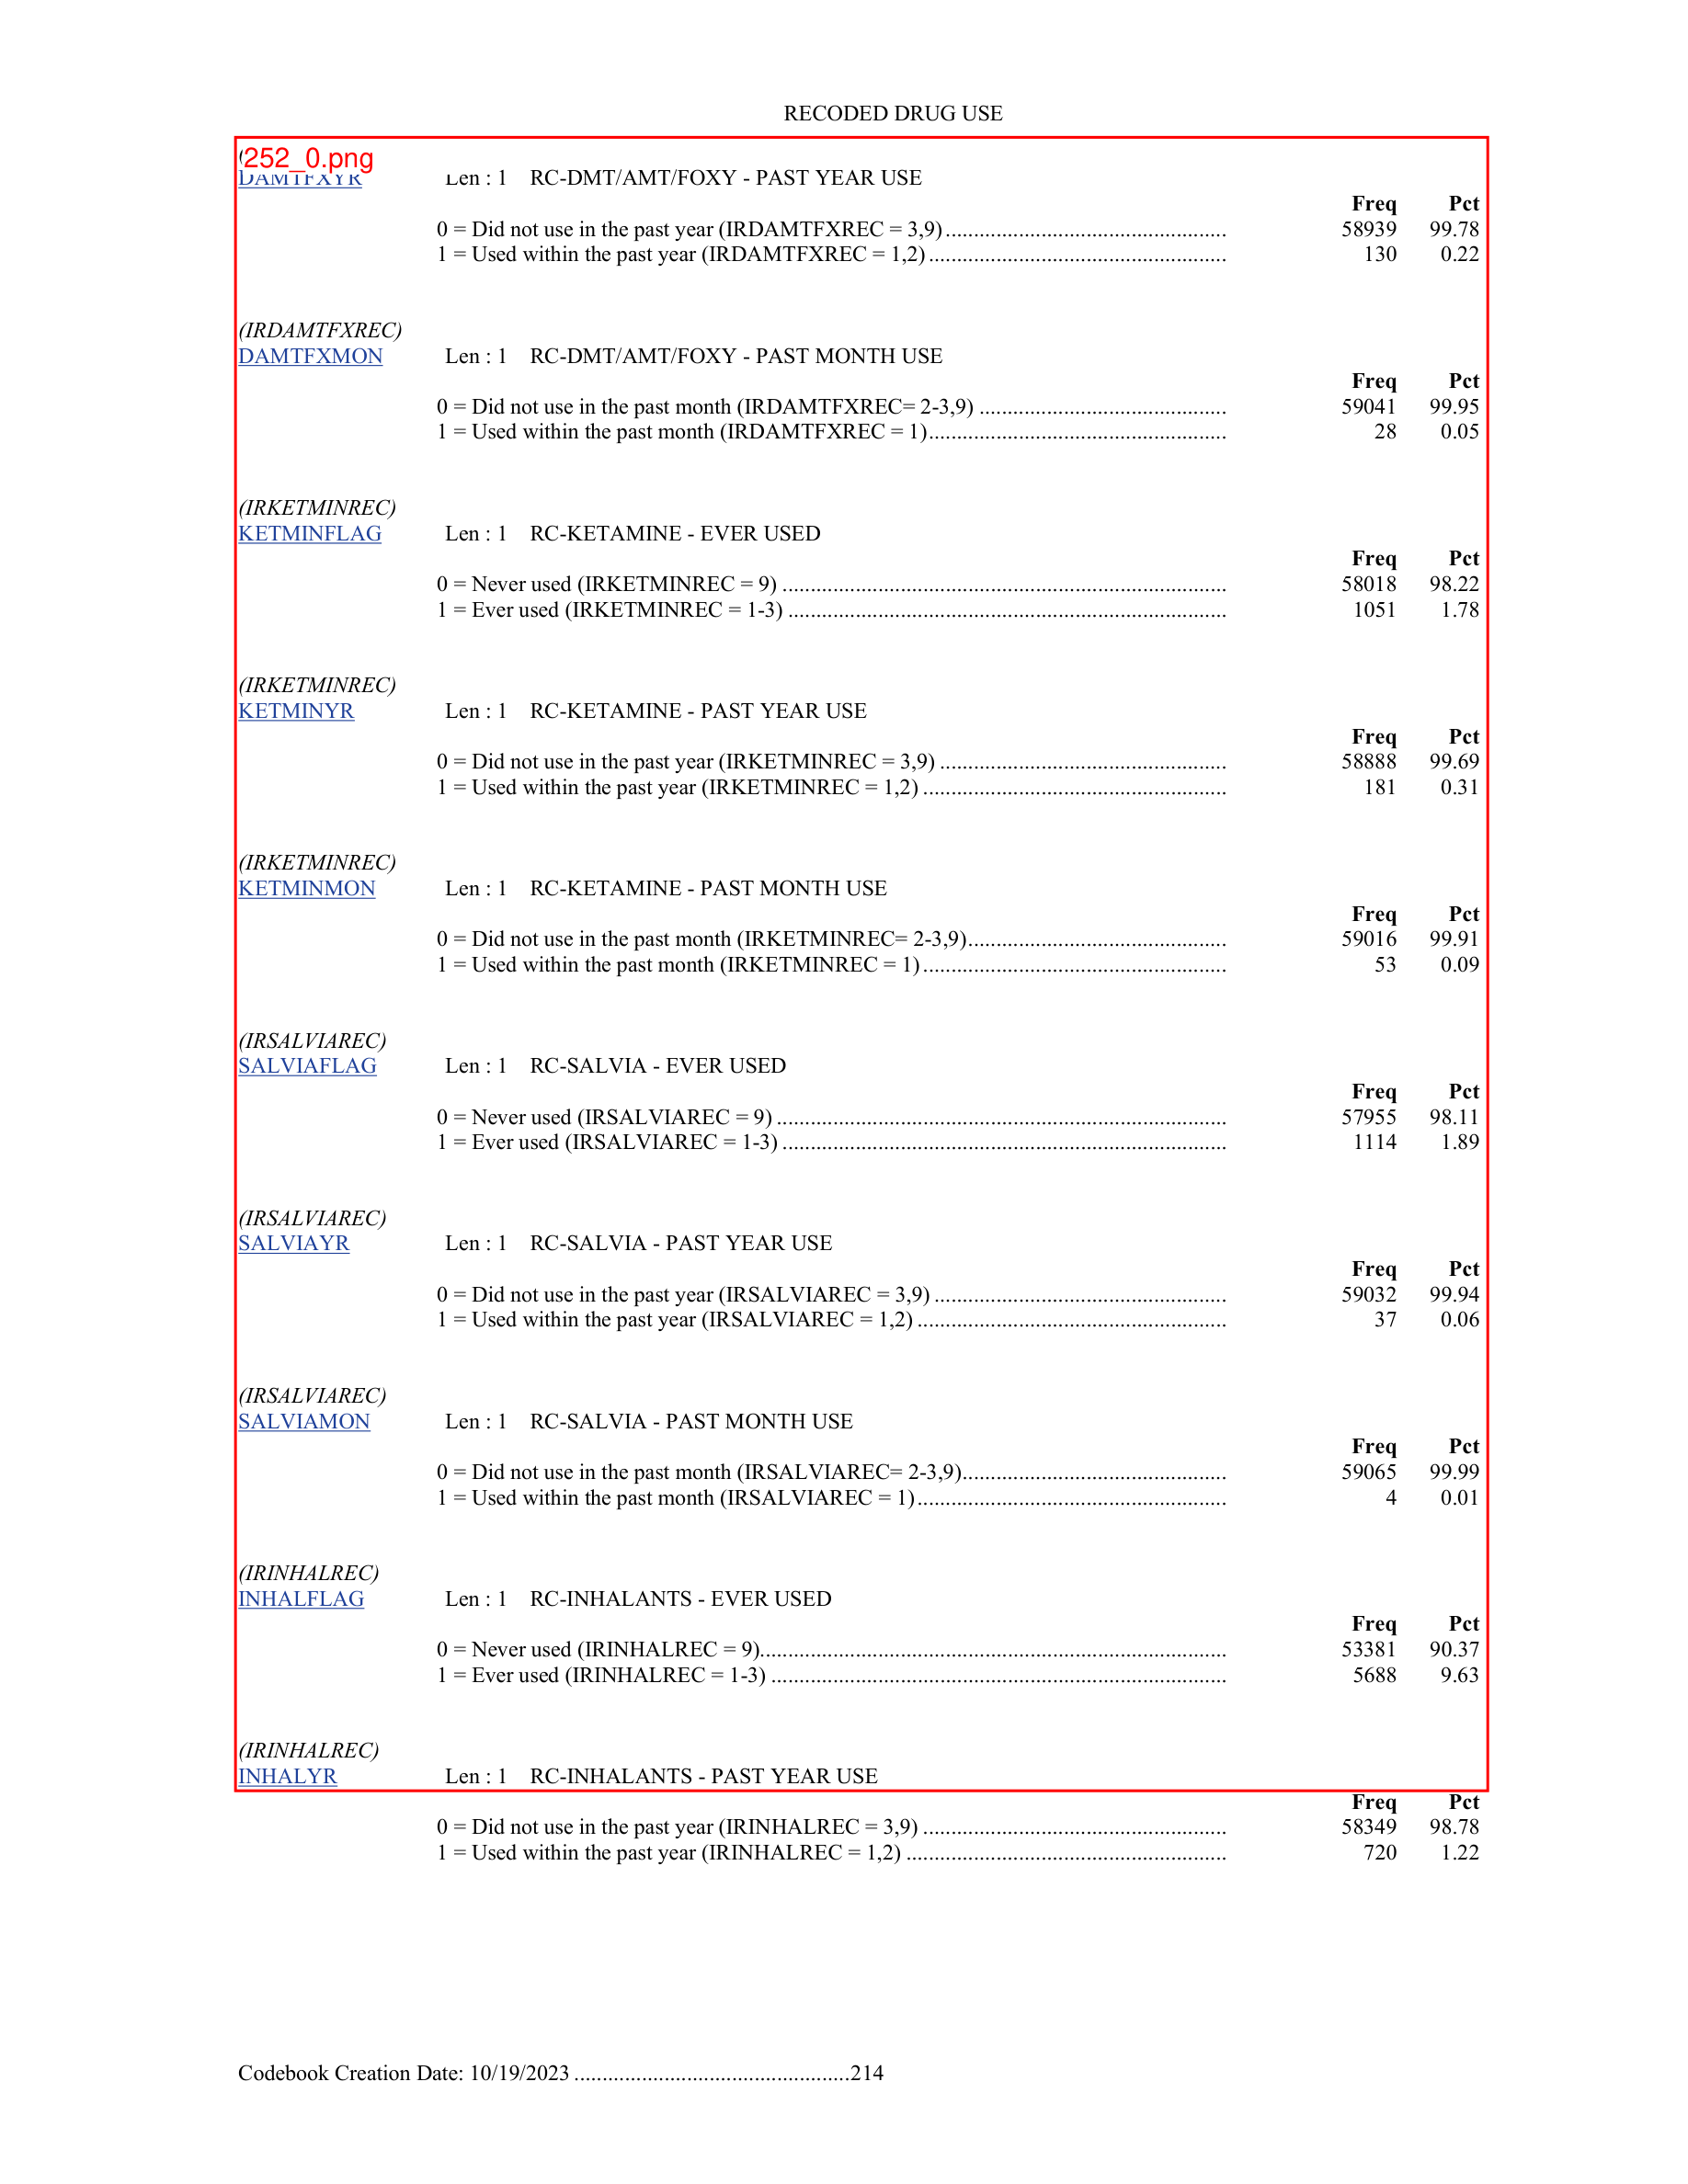 RECODED DRUG USE
252_0.png
DAMTFXYR Len : 1 RC-DMT/AMT/FOXY - PAST YEAR USE
Freq Pct
0 = Did not use in the past year (IRDAMTFXREC = 3,9).................................................. 58939 99.78
1 = Used within the past year (IRDAMTFXREC = 1,2)..................................................... 130 0.22
(IRDAMTFXREC)
DAMTFXMON Len : 1 RC-DMT/AMT/FOXY - PAST MONTH USE
Freq Pct
0 = Did not use in the past month (IRDAMTFXREC= 2-3,9) ............................................ 59041 99.95
1 = Used within the past month (IRDAMTFXREC = 1)..................................................... 28 0.05
(IRKETMINREC)
KETMINFLAG Len : 1 RC-KETAMINE - EVER USED
Freq Pct
0 = Never used (IRKETMINREC = 9) ............................................................................... 58018 98.22
1 = Ever used (IRKETMINREC = 1-3) .............................................................................. 1051 1.78
(IRKETMINREC)
KETMINYR Len : 1 RC-KETAMINE - PAST YEAR USE
Freq Pct
0 = Did not use in the past year (IRKETMINREC = 3,9) ................................................... 58888 99.69
1 = Used within the past year (IRKETMINREC = 1,2) ...................................................... 181 0.31
(IRKETMINREC)
KETMINMON Len : 1 RC-KETAMINE - PAST MONTH USE
Freq Pct
0 = Did not use in the past month (IRKETMINREC= 2-3,9).............................................. 59016 99.91
1 = Used within the past month (IRKETMINREC = 1)...................................................... 53 0.09
(IRSALVIAREC)
SALVIAFLAG Len : 1 RC-SALVIA - EVER USED
Freq Pct
0 = Never used (IRSALVIAREC = 9) ................................................................................ 57955 98.11
1 = Ever used (IRSALVIAREC = 1-3) ............................................................................... 1114 1.89
(IRSALVIAREC)
SALVIAYR Len : 1 RC-SALVIA - PAST YEAR USE
Freq Pct
0 = Did not use in the past year (IRSALVIAREC = 3,9) .................................................... 59032 99.94
1 = Used within the past year (IRSALVIAREC = 1,2) ....................................................... 37 0.06
(IRSALVIAREC)
SALVIAMON Len : 1 RC-SALVIA - PAST MONTH USE
Freq Pct
0 = Did not use in the past month (IRSALVIAREC= 2-3,9)............................................... 59065 99.99
1 = Used within the past month (IRSALVIAREC = 1)....................................................... 4 0.01
(IRINHALREC)
INHALFLAG Len : 1 RC-INHALANTS - EVER USED
Freq Pct
0 = Never used (IRINHALREC = 9)................................................................................... 53381 90.37
1 = Ever used (IRINHALREC = 1-3) ................................................................................. 5688 9.63
(IRINHALREC)
INHALYR Len : 1 RC-INHALANTS - PAST YEAR USE
Freq Pct
0 = Did not use in the past year (IRINHALREC = 3,9) ...................................................... 58349 98.78
1 = Used within the past year (IRINHALREC = 1,2) ......................................................... 720 1.22
Codebook Creation Date: 10/19/2023 .................................................214